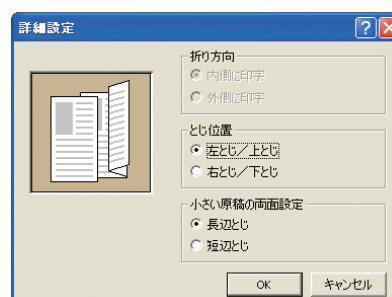 詳細設定
折り方向
内側に印字
外側に印字
とじ位置
左とじ/上とじ
右とじ/下とじ
小さい原稿の両面設定
長辺とじ
短辺とじ
OK キャンセル